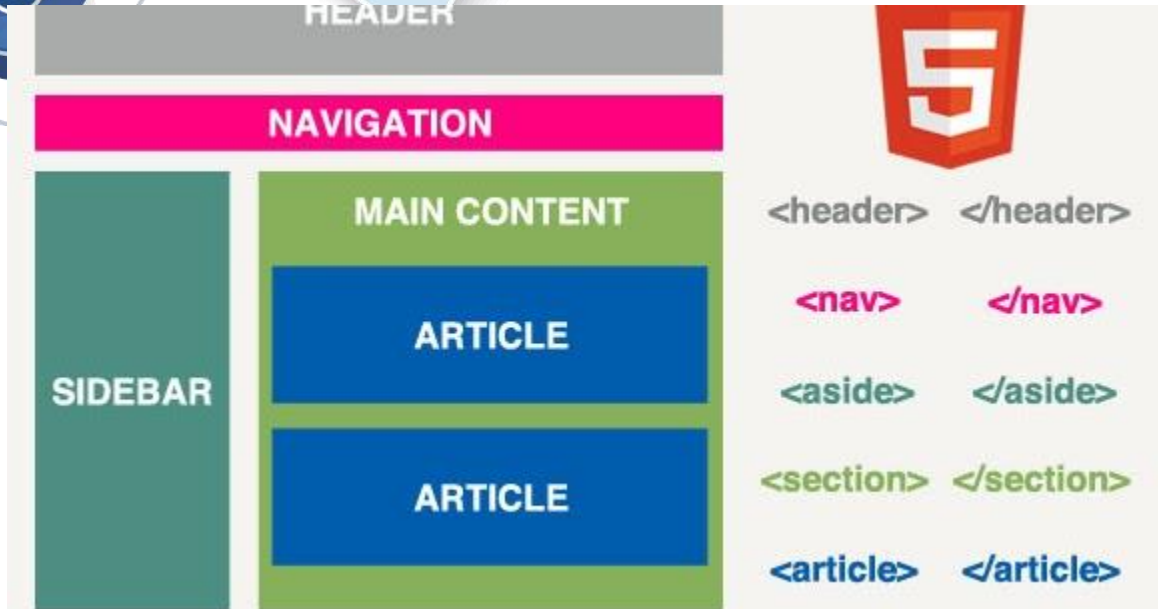 HEADER
NAVIGATION
SIDEBAR
MAIN CONTENT
ARTICLE
ARTICLE
5
<header> </header>
<nav> </nav>
<aside> </aside>
<section> </section>
<article> </article>